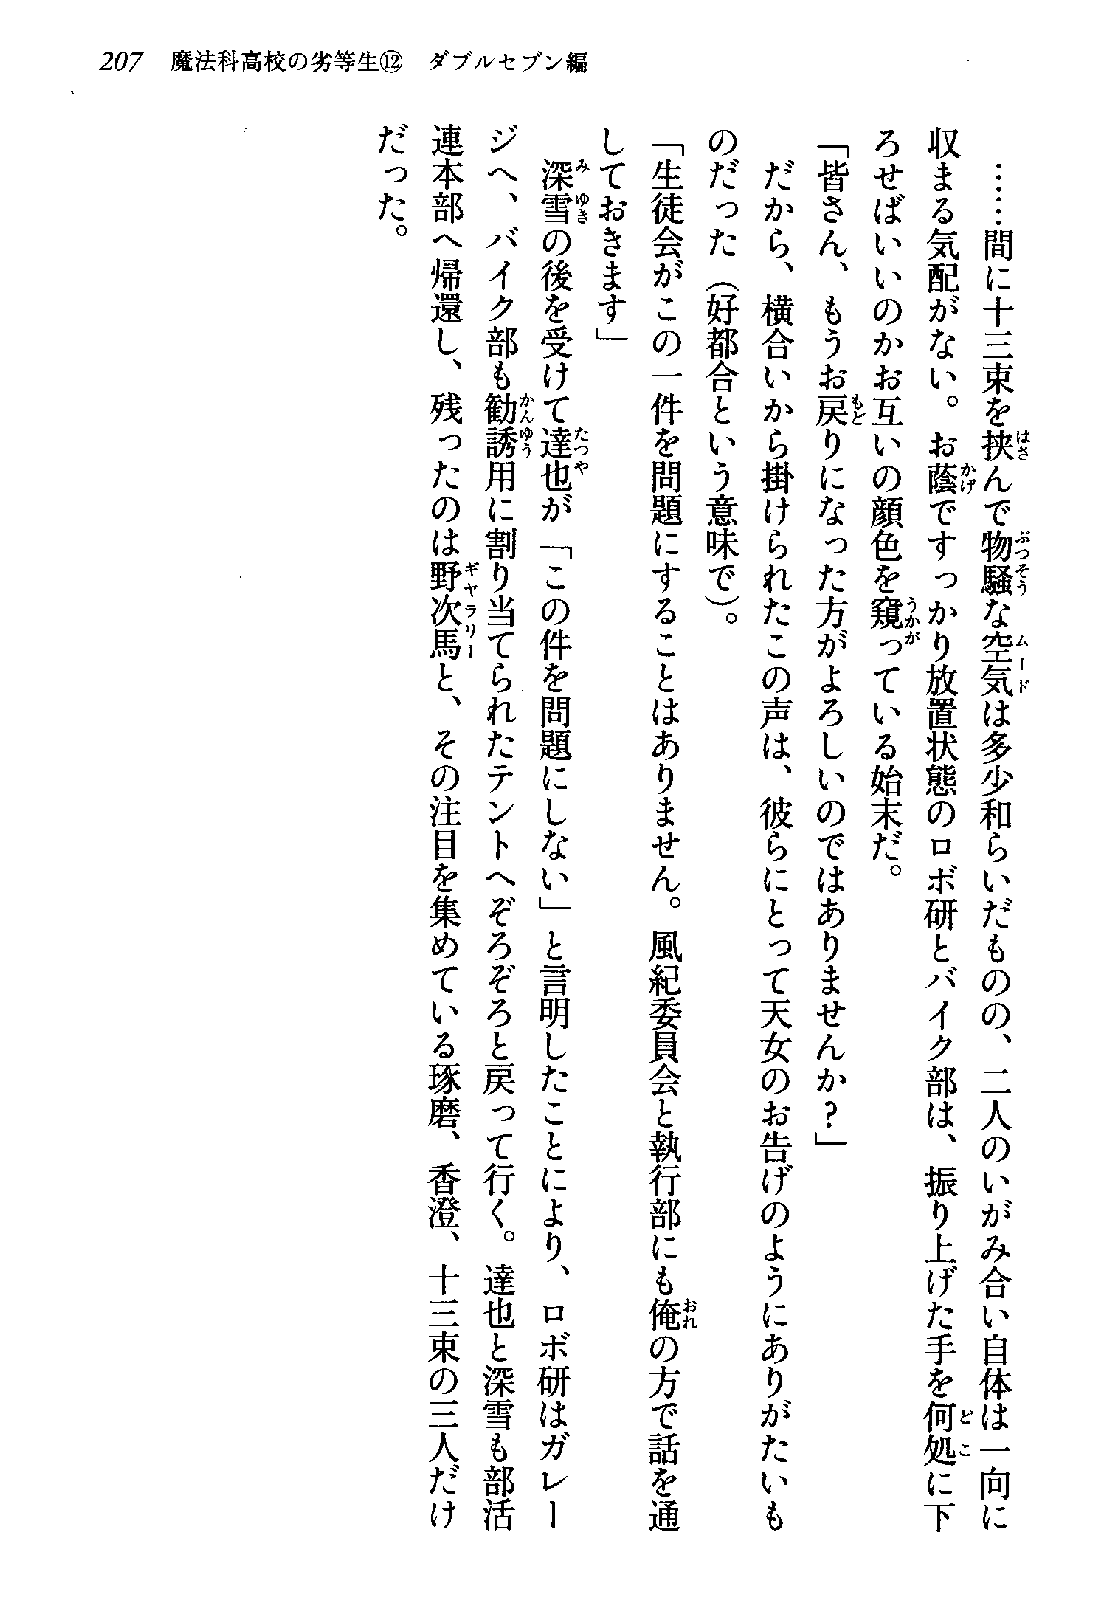 207　魔法科高校の劣等生⑫　ダブルセブン編
……間に十三束を挟んで物騒な空気は多少和らいだものの、二人のいがみ合い自体は一向に
収まる気配がない。お蔭ですっかり放置状態のロボ研とバイク部は、振り上げた手を何処に下
ろせばいいのかお互いの顔色を窺っている始末だ。
「皆さん、もうお戻りになった方がよろしいのではありませんか？」
だから、横合いから掛けられたこの声は、彼らにとって天女のお告げのようにありがたいも
のだった（好都合という意味で）。
「生徒会がこの一件を問題にすることはありません。風紀委員会と執行部にも俺の方で話を通
しておきます」
深雪の後を受けて達也が「この件を問題にしない」と言明したことにより、ロボ研はガレー
ジへ、バイク部も勧誘用に割り当てられたテントへぞろぞろと戻って行く。達也と深雪も部活
連本部へ帰還し、残ったのは野次馬と、その注目を集めている琢磨、香澄、十三束の三人だけ
だった。